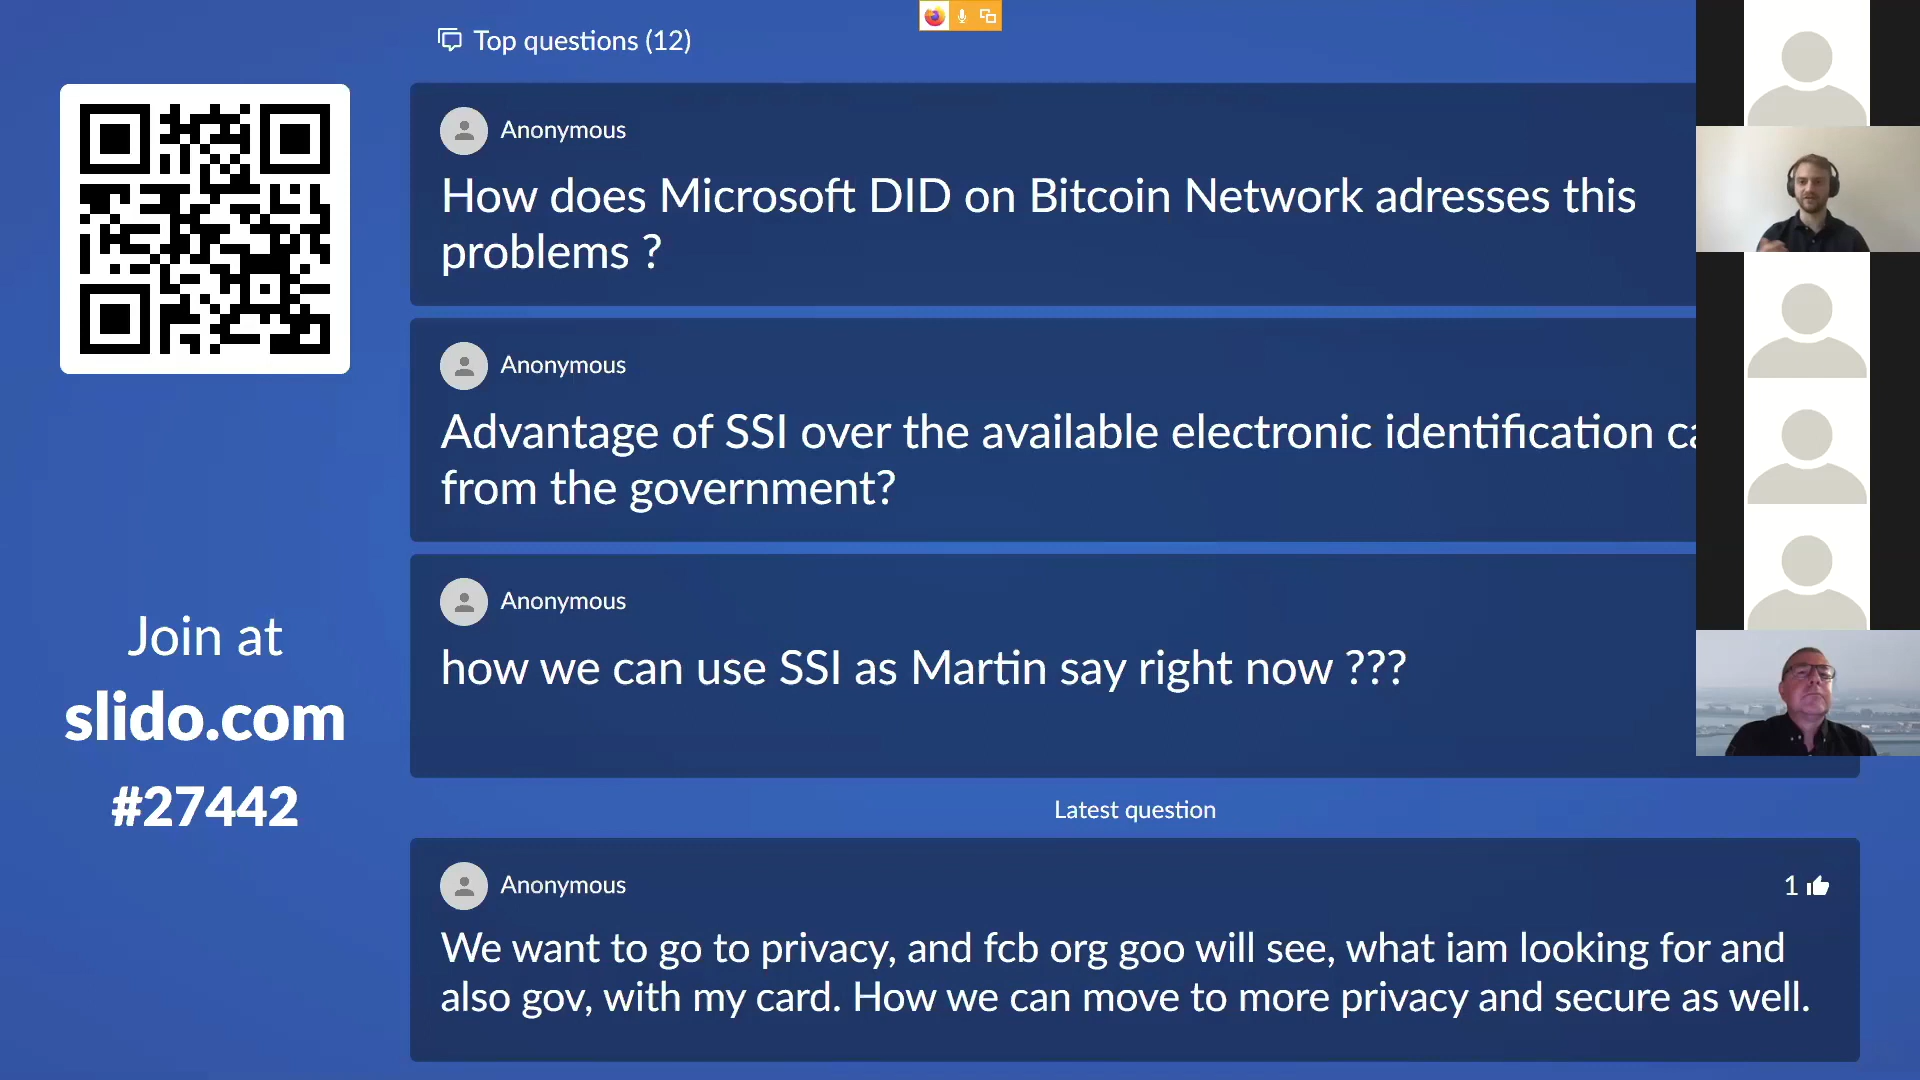 Top questions (12)
Anonymous
How does Microsoft DID on Bitcoin Network adresses this
problems ?
Anonymous
Advantage of SSI over the available electronic identification
from the government?
Anonymous
how we can use SSI as Martin say right now ???
Join at
slido.com
#27442
Latest question
Anonymous
1
We want to go to privacy, and fcb org goo will see, what iam looking for and
also gov, with my card. How we can move to more privacy and secure as well.